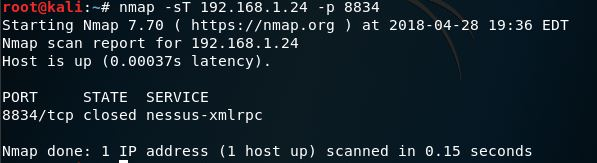 root@kali:~# nmap -sT 192.168.1.24 -p 8834
Starting Nmap 7.70 ( https://nmap.org ) at 2018-04-28 19:36 EDT
Nmap scan report for 192.168.1.24
Host is up (0.00037s latency).
PORT     STATE  SERVICE
8834/tcp closed nessus-xmlrpc
Nmap done: 1 IP address (1 host up) scanned in 0.15 seconds